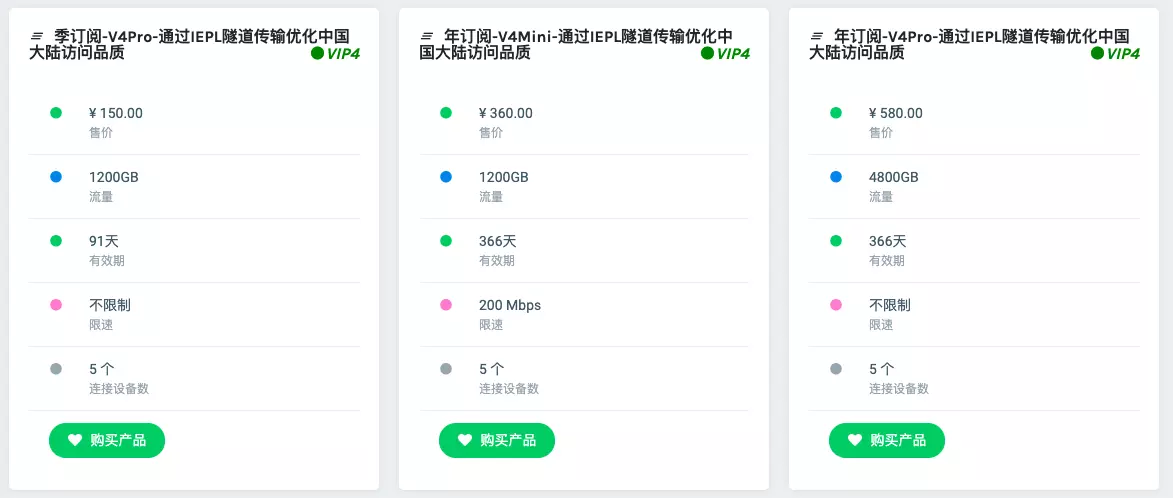 季订阅-V4Pro-通过IEPL隧道传输优化中国
大陆访问品质
VIP4
¥ 150.00
售价
1200GB
流量
91天
有效期
不限制
限速
5 个
连接设备数
购买产品
年订阅-V4Mini-通过IEPL隧道传输优化中
国大陆访问品质
VIP4
¥ 360.00
售价
1200GB
流量
366天
有效期
200 Mbps
限速
5 个
连接设备数
购买产品
年订阅-V4Pro-通过IEPL隧道传输优化中国
大陆访问品质
VIP4
¥ 580.00
售价
4800GB
流量
366天
有效期
不限制
限速
5 个
连接设备数
购买产品